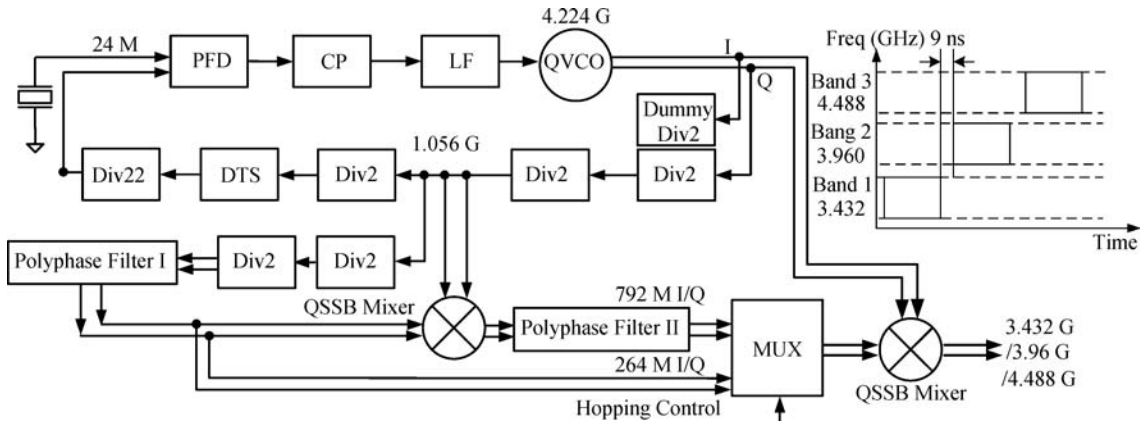 4.224 G
24 M
PFD
CP
LF
QVCO
I
Q
Dummy
Div2
1.056 G
Div22
DTS
Div2
Div2
Div2
Polyphase Filter I
Div2
Div2
QSSB Mixer
792 M I/Q
Polyphase Filter II
264 M I/Q
MUX
Hopping Control
QSSB Mixer
3.432 G
/3.96 G
/4.488 G
Freq (GHz) 9 ns
Band 3
4.488
Bang 2
3.960
Band 1
3.432
Time